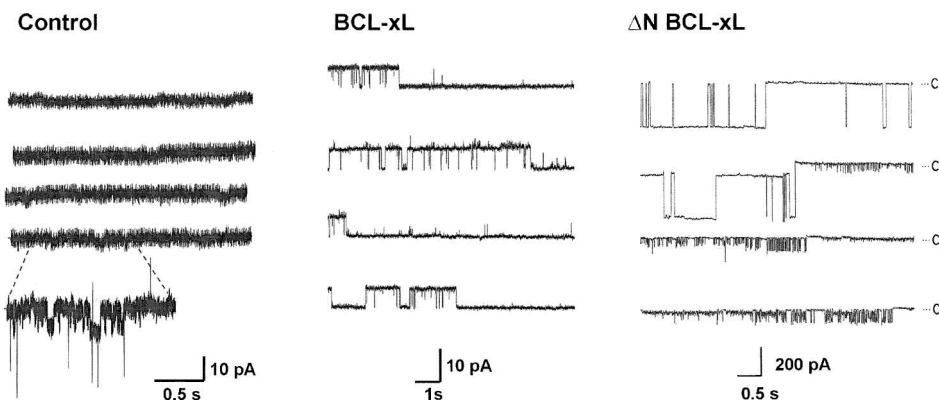 Control
BCL-xL
ΔN BCL-xL
...C
...C
...C
...C
10 pA
0.5 s
10 pA
1s
200 pA
0.5 s